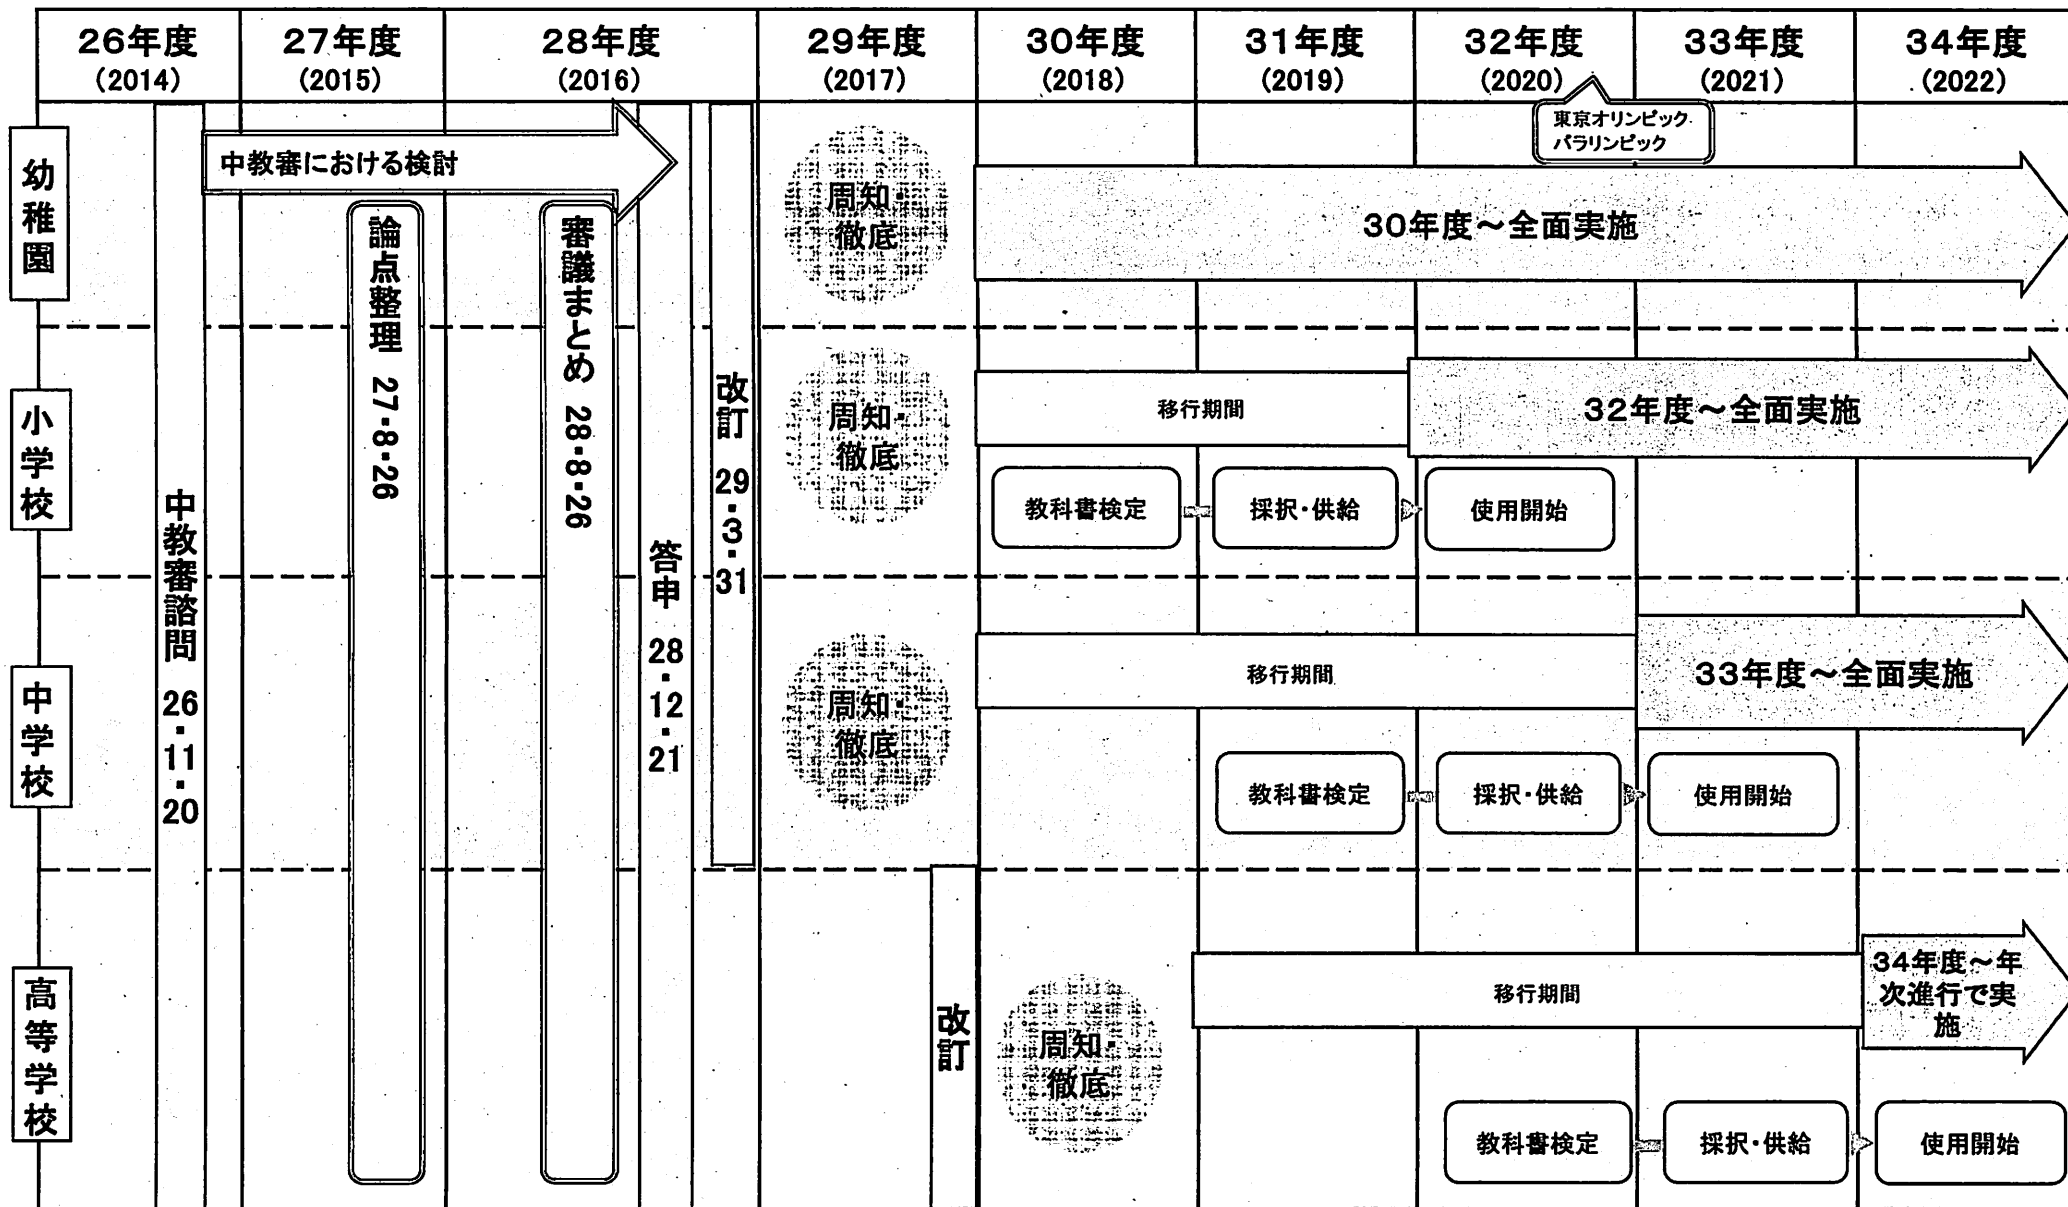 26年度
(2014)
27年度
(2015)
28年度
(2016)
29年度
(2017)
30年度
(2018)
31年度
(2019)
32年度
(2020)
33年度
(2021)
34年度
(2022)
東京オリンピック・
パラリンピック
幼稚園
中教審における検討
周知・
徹底
30年度～全面実施
中教審諮問 26・11・20
論点整理 27・8・26
審議まとめ 28・8・26
答申 28・12・21
改訂 29・3・31
小学校
周知・
徹底
移行期間
32年度～全面実施
教科書検定
採択・供給
使用開始
中学校
周知・
徹底
移行期間
33年度～全面実施
教科書検定
採択・供給
使用開始
高等学校
改訂
周知・
徹底
移行期間
34年度～年
次進行で実
施
教科書検定
採択・供給
使用開始